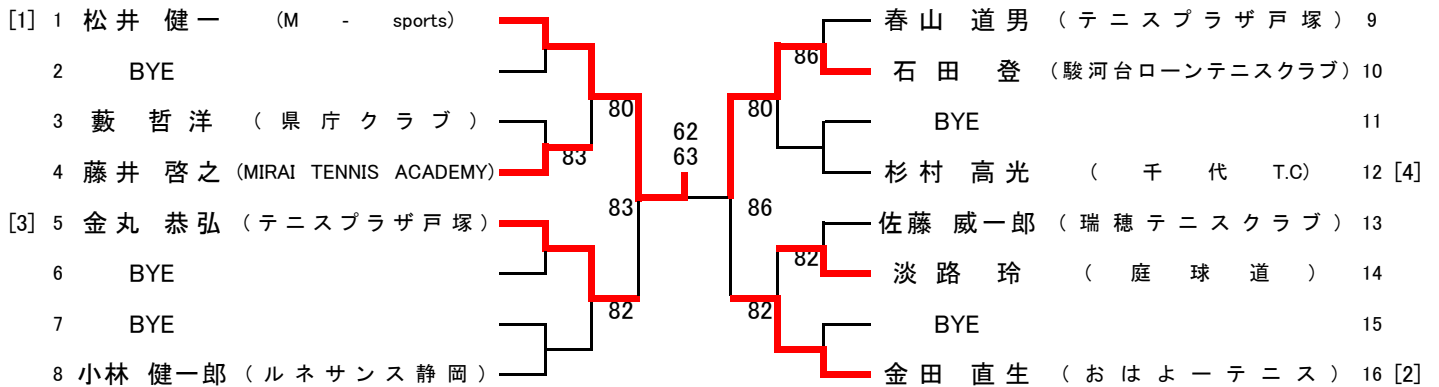 [1] 1 松井 健一 (M - sports)
2 BYE
3 藪 哲洋 (県庁クラブ)
4 藤井 啓之 (MIRAI TENNIS ACADEMY)
[3] 5 金丸 恭弘 (テニスプラザ戸塚)
6 BYE
7 BYE
8 小林 健一郎 (ルネサンス静岡)
83
80
82
83
62
63
86
80
86
82
82
春山 道男 (テニスプラザ戸塚) 9
石田 登 (駿河台ローンテニスクラブ) 10
BYE 11
杉村 高光 (千代 T.C) 12 [4]
佐藤 威一郎 (瑞穂テニスクラブ) 13
淡路 玲 (庭球道) 14
BYE 15
金田 直生 (おはよーテニス) 16 [2]